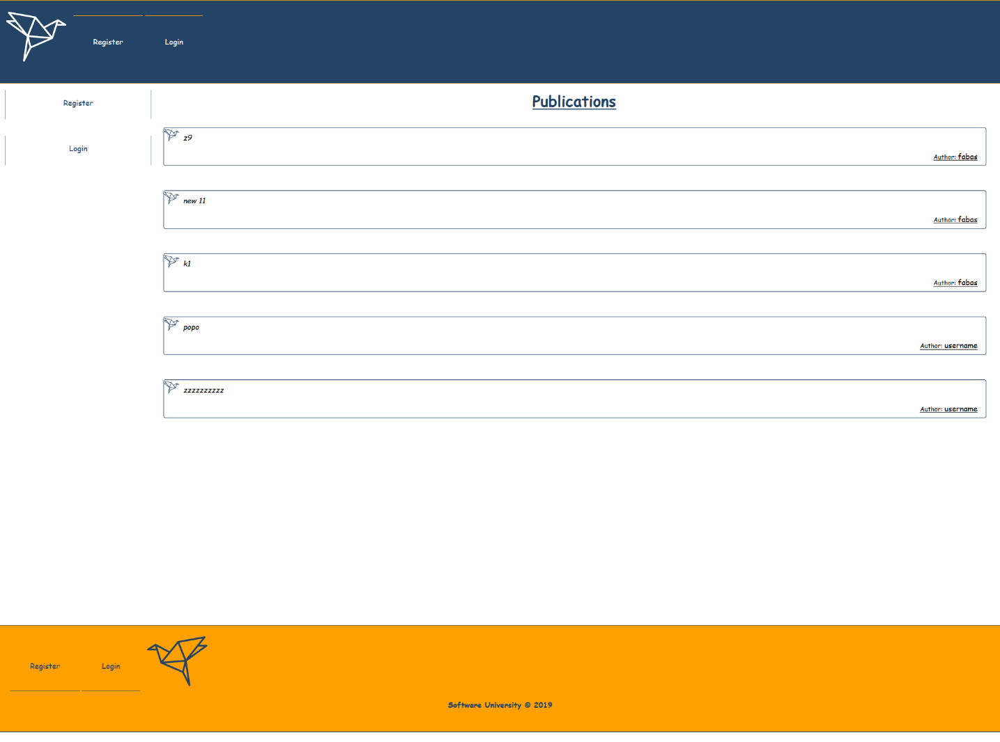 Register Login
Register
Login
Publications
z9
Author: fabas
new 11
Author: fabas
k1
Author: fabas
popo
Author: username
zzzzzzzzzz
Author: username
Register Login
Software University © 2019